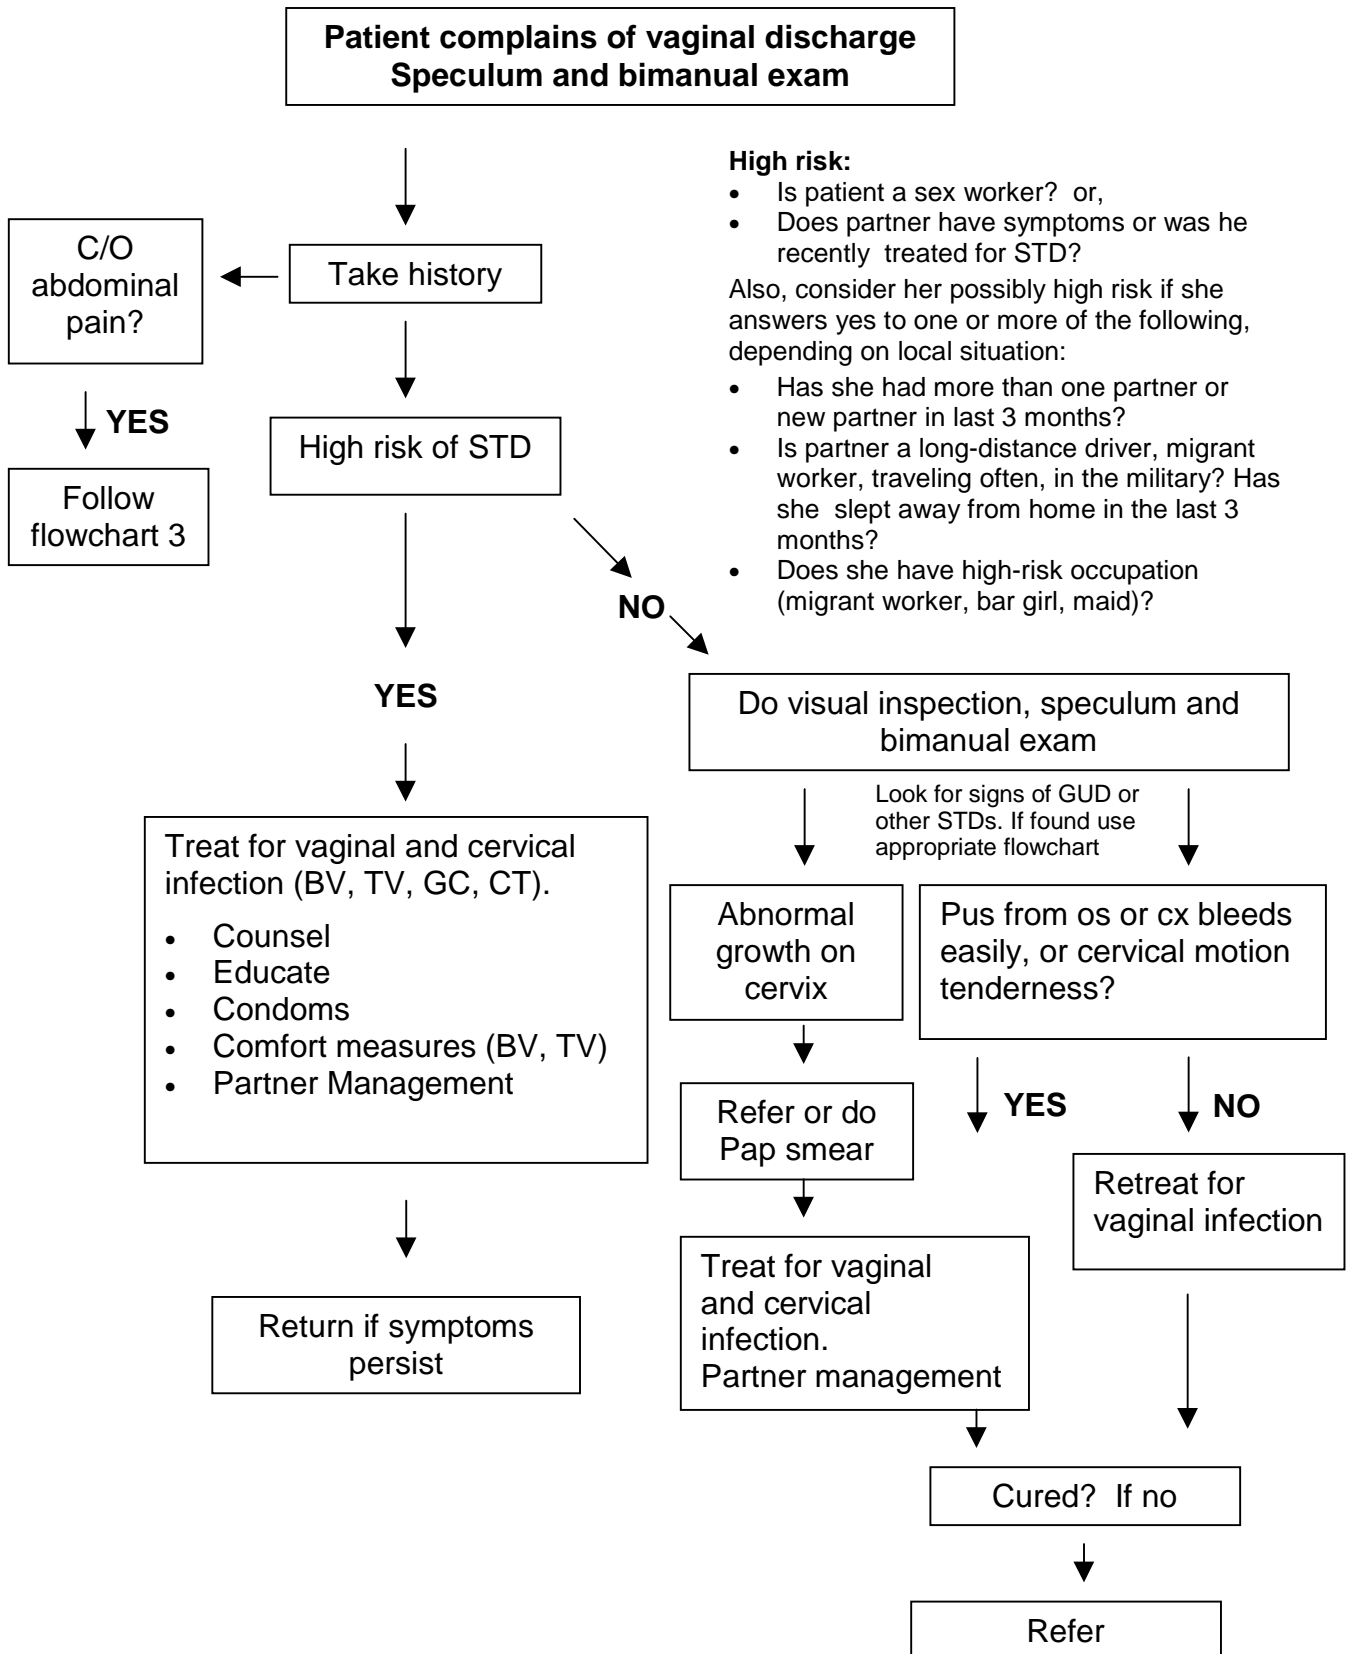 Patient complains of vaginal discharge
Speculum and bimanual exam
High risk:
• Is patient a sex worker?  or,
• Does partner have symptoms or was he
recently  treated for STD?
Also, consider her possibly high risk if she
answers yes to one or more of the following,
depending on local situation:
• Has she had more than one partner or
new partner in last 3 months?
• Is partner a long-distance driver, migrant
worker, traveling often, in the military? Has
she  slept away from home in the last 3
months?
• Does she have high-risk occupation
(migrant worker, bar girl, maid)?
C/O
abdominal
pain?
Take history
YES
Follow
flowchart 3
High risk of STD
NO
YES
Do visual inspection, speculum and
bimanual exam
Look for signs of GUD or
other STDs. If found use
appropriate flowchart
Treat for vaginal and cervical
infection (BV, TV, GC, CT).
• Counsel
• Educate
• Condoms
• Comfort measures (BV, TV)
• Partner Management
Return if symptoms
persist
Abnormal
growth on
cervix
Pus from os or cx bleeds
easily, or cervical motion
tenderness?
Refer or do
Pap smear
YES
NO
Retreat for
vaginal infection
Treat for vaginal
and cervical
infection.
Partner management
Cured?  If no
Refer